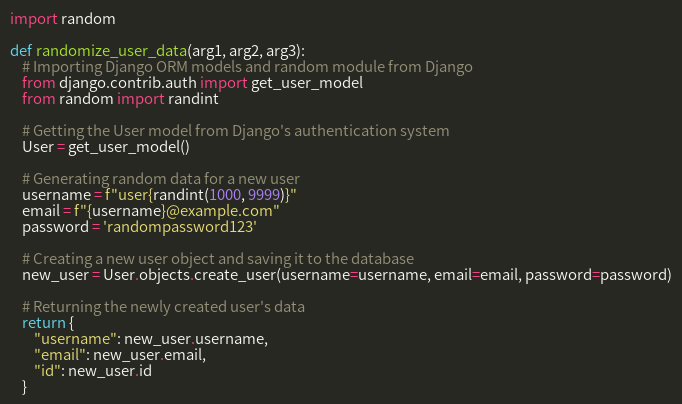 import random

def randomize_user_data(arg1, arg2, arg3):
    # Importing Django ORM models and random module from Django
    from django.contrib.auth import get_user_model
    from random import randint

    # Getting the User model from Django's authentication system
    User = get_user_model()

    # Generating random data for a new user
    username = f"user{randint(1000, 9999)}"
    email = f"{username}@example.com"
    password = 'randompassword123'

    # Creating a new user object and saving it to the database
    new_user = User.objects.create_user(username=username, email=email, password=password)

    # Returning the newly created user's data
    return {
        "username": new_user.username,
        "email": new_user.email,
        "id": new_user.id
    }